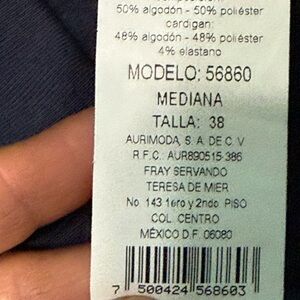 50% algodón - 50% poliéster
cardigan:
48% algodón - 48% poliéster
4% elastano
MODELO: 56860
MEDIANA
TALLA: 38
AURIMODA, S. A. DE C. V
R.F.C.: AUR890515-386
FRAY SERVANDO
TERESA DE MIER
No. 143 1ero y 2ndo PISO
COL. CENTRO
MÉXICO D.F. 06080
7 500424 568603